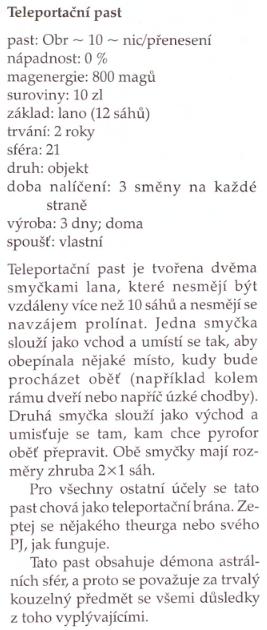 Teleportační past
past: Obr ~ 10 ~ nic/přenesení
nápadnost: 0 %
magenergie: 800 magů
suroviny: 10 zl
základ: lano (12 sáhů)
trvání: 2 roky
sféra: 21
druh: objekt
doba nalíčení: 3 směny na každé
straně
výroba: 3 dny; doma
spoušť: vlastní
Teleportační past je tvořena dvěma
smyčkami lana, které nesmějí být
vzdáleny více než 10 sáhů a nesmějí se
navzájem prolínat. Jedna smyčka
slouží jako vchod a umístí se tak, aby
obepínala nějaké místo, kudy bude
procházet oběť (například kolem
rámu dveří nebo napříč úzké chodby).
Druhá smyčka slouží jako východ a
umisťuje se tam, kam chce pyrofor
oběť přepravit. Obě smyčky mají roz-
měry zhruba 2×1 sáh.
Pro všechny ostatní účely se tato
past chová jako teleportační brána. Ze-
ptej se nějakého theurga nebo svého
PJ, jak funguje.
Tato past obsahuje démona astrál-
ních sfér, a proto se považuje za trvalý
kouzelný předmět se všemi důsledky
z toho vyplývajícími.